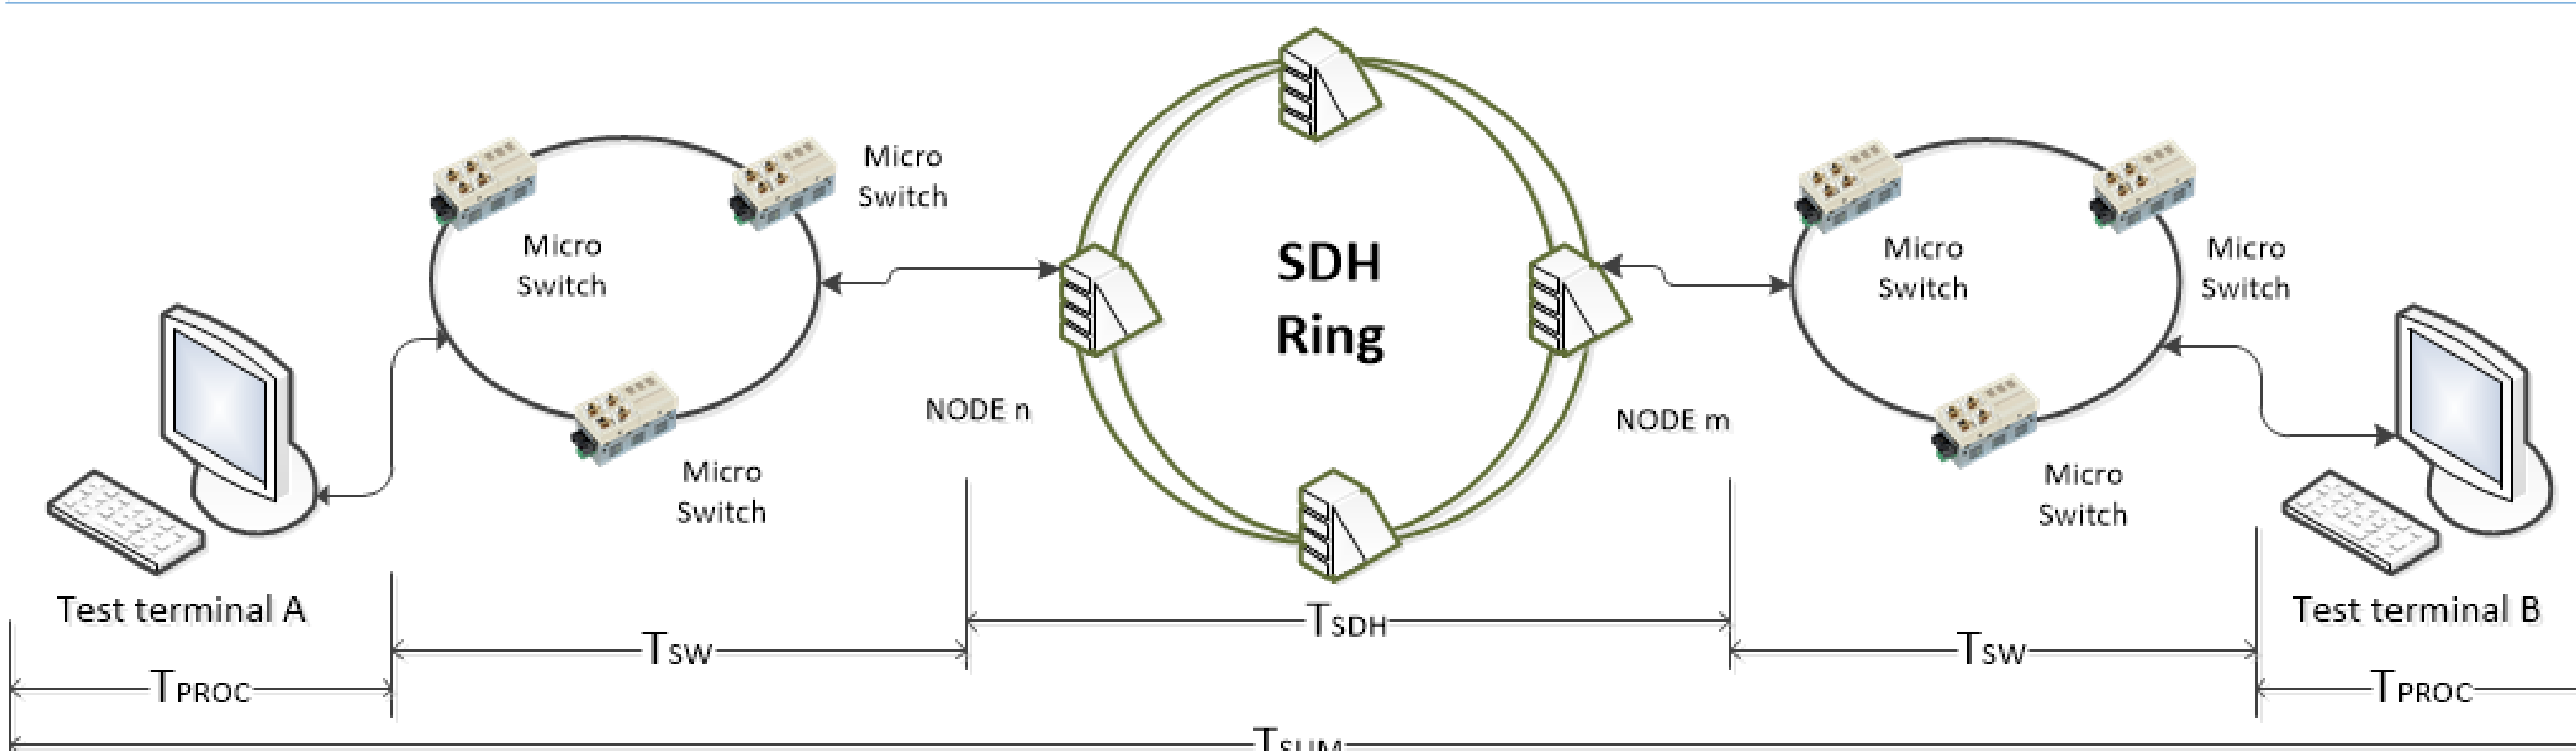 Micro
Switch
Micro
Switch
Micro
Switch
SDH
Ring
NODE n
NODE m
Micro
Switch
Micro
Switch
Micro
Switch
Test terminal A
Test terminal B
TSDH
TSW
TSW
TPROC
TPROC
TSUM